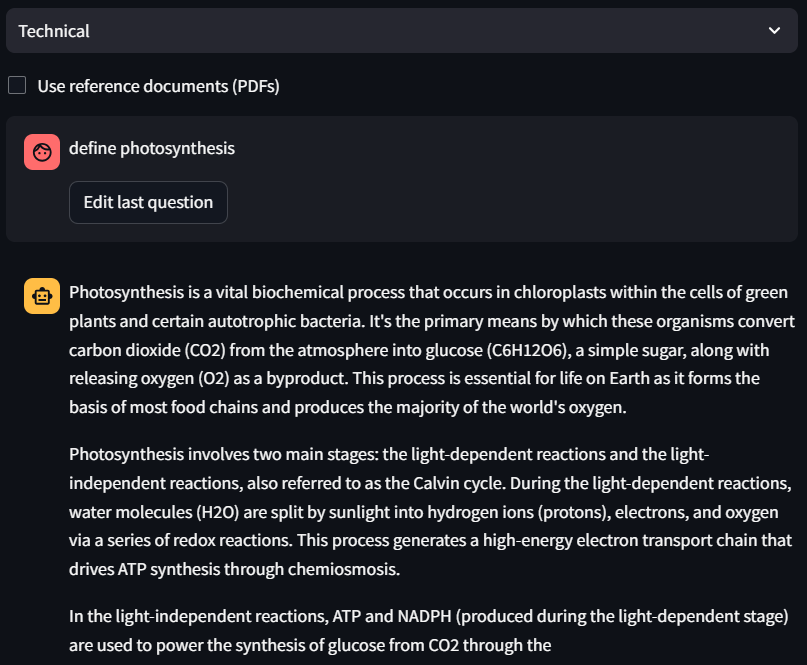 Technical
Use reference documents (PDFs)
define photosynthesis
Edit last question
Photosynthesis is a vital biochemical process that occurs in chloroplasts within the cells of green
plants and certain autotrophic bacteria. It's the primary means by which these organisms convert
carbon dioxide (CO2) from the atmosphere into glucose (C6H12O6), a simple sugar, along with
releasing oxygen (O2) as a byproduct. This process is essential for life on Earth as it forms the
basis of most food chains and produces the majority of the world's oxygen.
Photosynthesis involves two main stages: the light-dependent reactions and the light-
independent reactions, also referred to as the Calvin cycle. During the light-dependent reactions,
water molecules (H2O) are split by sunlight into hydrogen ions (protons), electrons, and oxygen
via a series of redox reactions. This process generates a high-energy electron transport chain that
drives ATP synthesis through chemiosmosis.
In the light-independent reactions, ATP and NADPH (produced during the light-dependent stage)
are used to power the synthesis of glucose from CO2 through the